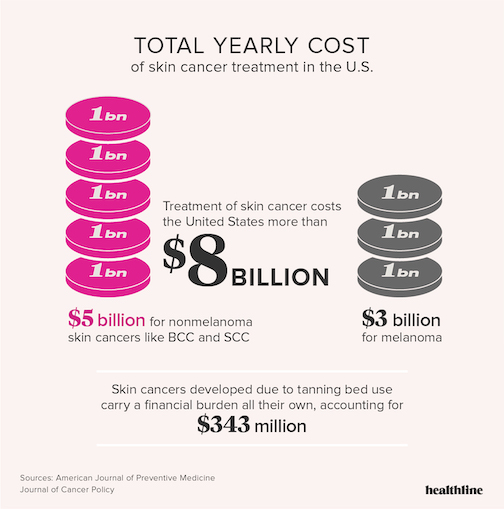 TOTAL YEARLY COST
of skin cancer treatment in the U.S.
1bn
1bn
1bn
1bn
1bn
Treatment of skin cancer costs
the United States more than
$8 BILLION
1bn
1bn
1bn
$5 billion for nonmelanoma
skin cancers like BCC and SCC
$3 billion
for melanoma
Skin cancers developed due to tanning bed use
carry a financial burden all their own, accounting for
$343 million
Sources: American Journal of Preventive Medicine
Journal of Cancer Policy
healthline